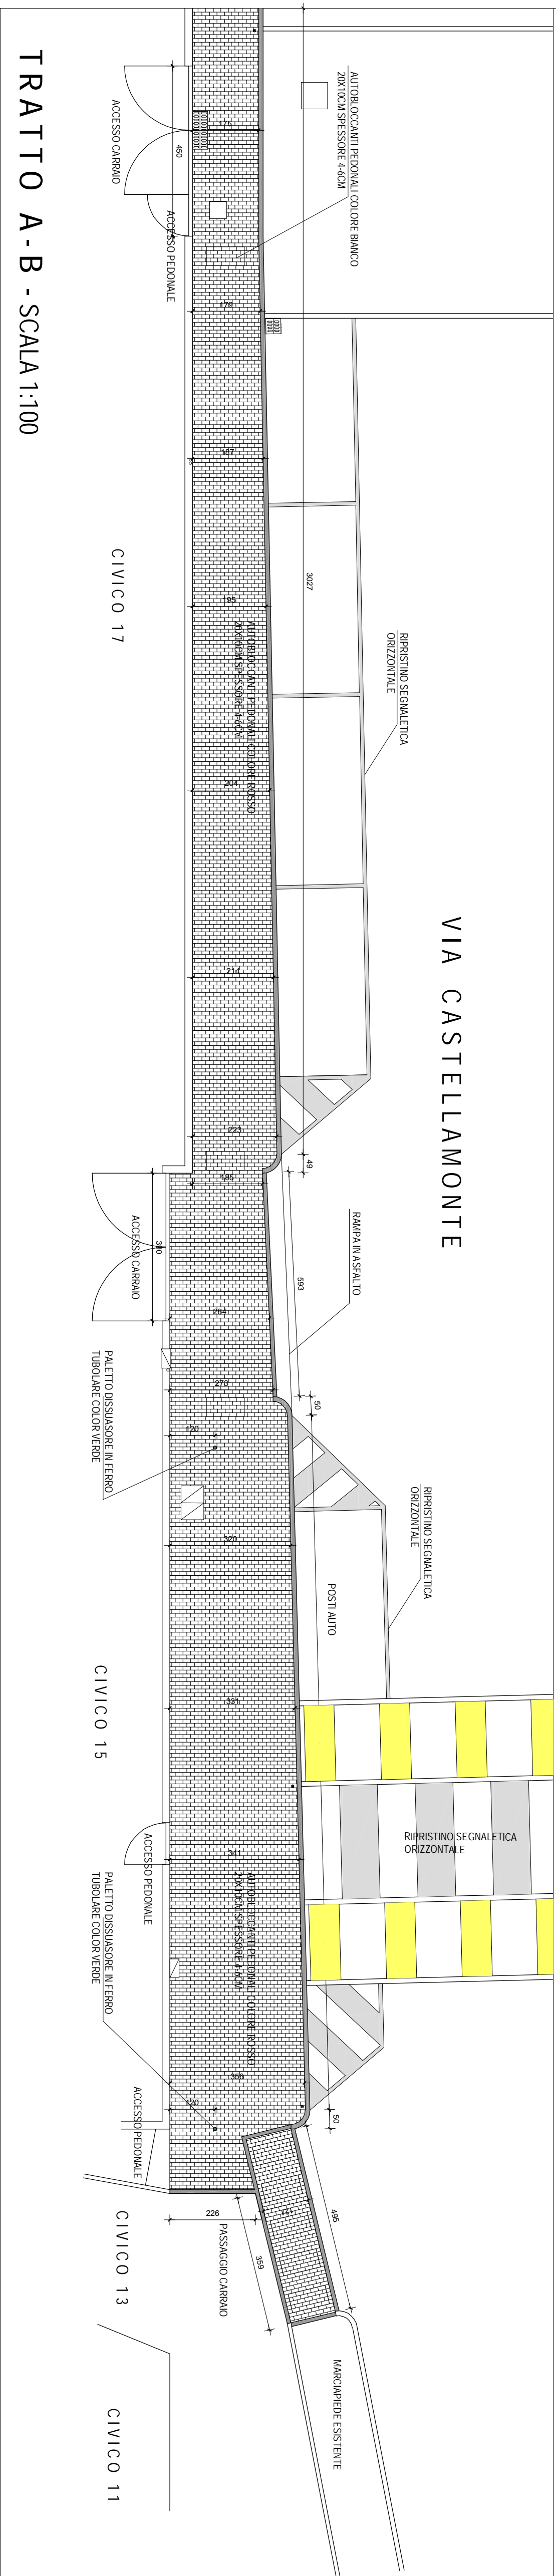 TRATTO A-B - SCALA 1:100
VIA CASTELLAMONTE
AUTOBLOCCANTI PEDONALI COLORE BIANCO
20X10CM SPESSORE 4-6CM
ACCESSO CARRAIO
450
ACCESSO PEDONALE
175
179
187
CIVICO 17
195
AUTOBLOCCANTI PEDONALI COLORE ROSSO
20X10CM SPESSORE 4-6CM
3027
RIPRISTINO SEGNALETICA
ORIZZONTALE
204
214
223
49
185
ACCESSO CARRAIO
390
RAMPA IN ASFALTO
593
264
273
50
120
PALETTO DISSUASORE IN FERRO
TUBOLARE COLOR VERDE
RIPRISTINO SEGNALETICA
ORIZZONTALE
320
POSTI AUTO
CIVICO 15
331
RIPRISTINO SEGNALETICA
ORIZZONTALE
341
ACCESSO PEDONALE
AUTOBLOCCANTI PEDONALI COLORE ROSSO
20X10CM SPESSORE 4-6CM
PALETTO DISSUASORE IN FERRO
TUBOLARE COLOR VERDE
356
120
50
ACCESSO PEDONALE
226
PASSAGGIO CARRAIO
495
359
CIVICO 13
MARCIAPIEDE ESISTENTE
CIVICO 11